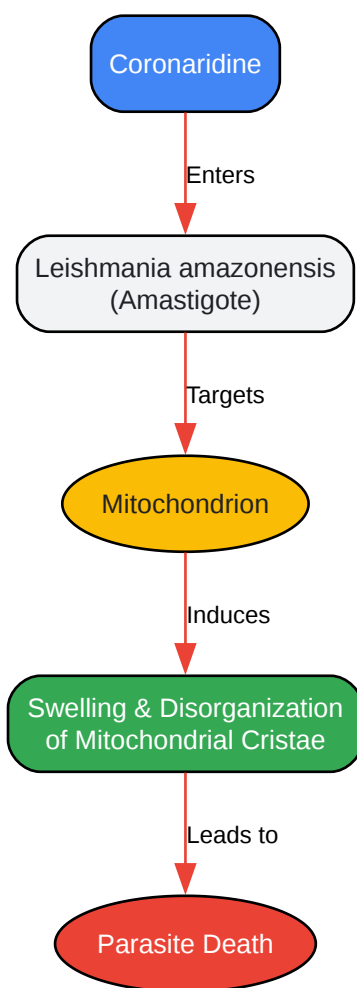 Coronaridine
Enters
Leishmania amazonensis
(Amastigote)
Targets
Mitochondrion
Induces
Swelling & Disorganization
of Mitochondrial Cristae
Leads to
Parasite Death